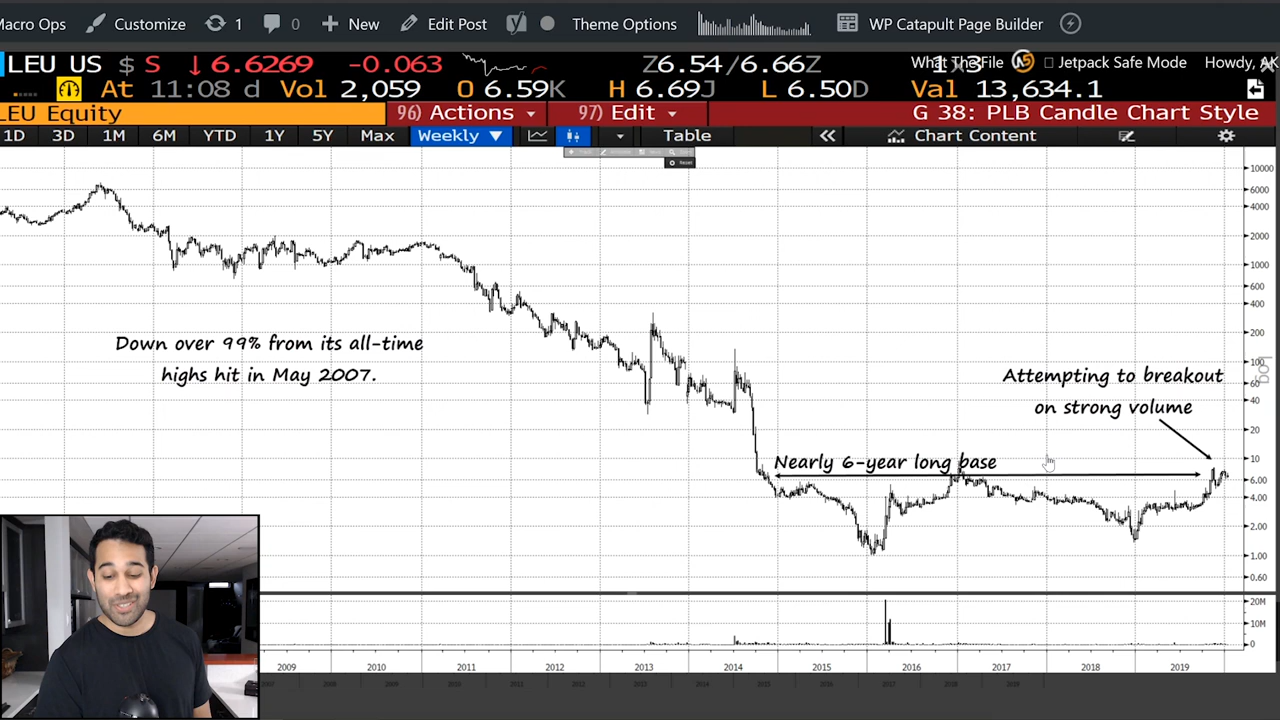 Macro Ops Customize 1 0 New Edit Post Theme Options WP Catapult Page Builder
LEU US $ S ↓ 6.6269 -0.063 Z6.54/6.66Z 1x3
What The File Jetpack Safe Mode Howdy, AK
At 11:08 d Vol 2,059 O 6.59K H 6.69J L 6.50D Val 13,634.1
LEU Equity 96) Actions 97) Edit G 38: PLB Candle Chart Style
1D 3D 1M 6M YTD 1Y 5Y Max Weekly Table Chart Content
Reset
10000
6000
4000
2000
1000
600
400
200
100
60
40
20
10
6.00
4.00
2.00
1.00
0.60
Log
Down over 99% from its all-time
highs hit in May 2007.
Attempting to breakout
on strong volume
Nearly 6-year long base
20M
10M
0
2009 2010 2011 2012 2013 2014 2015 2016 2017 2018 2019